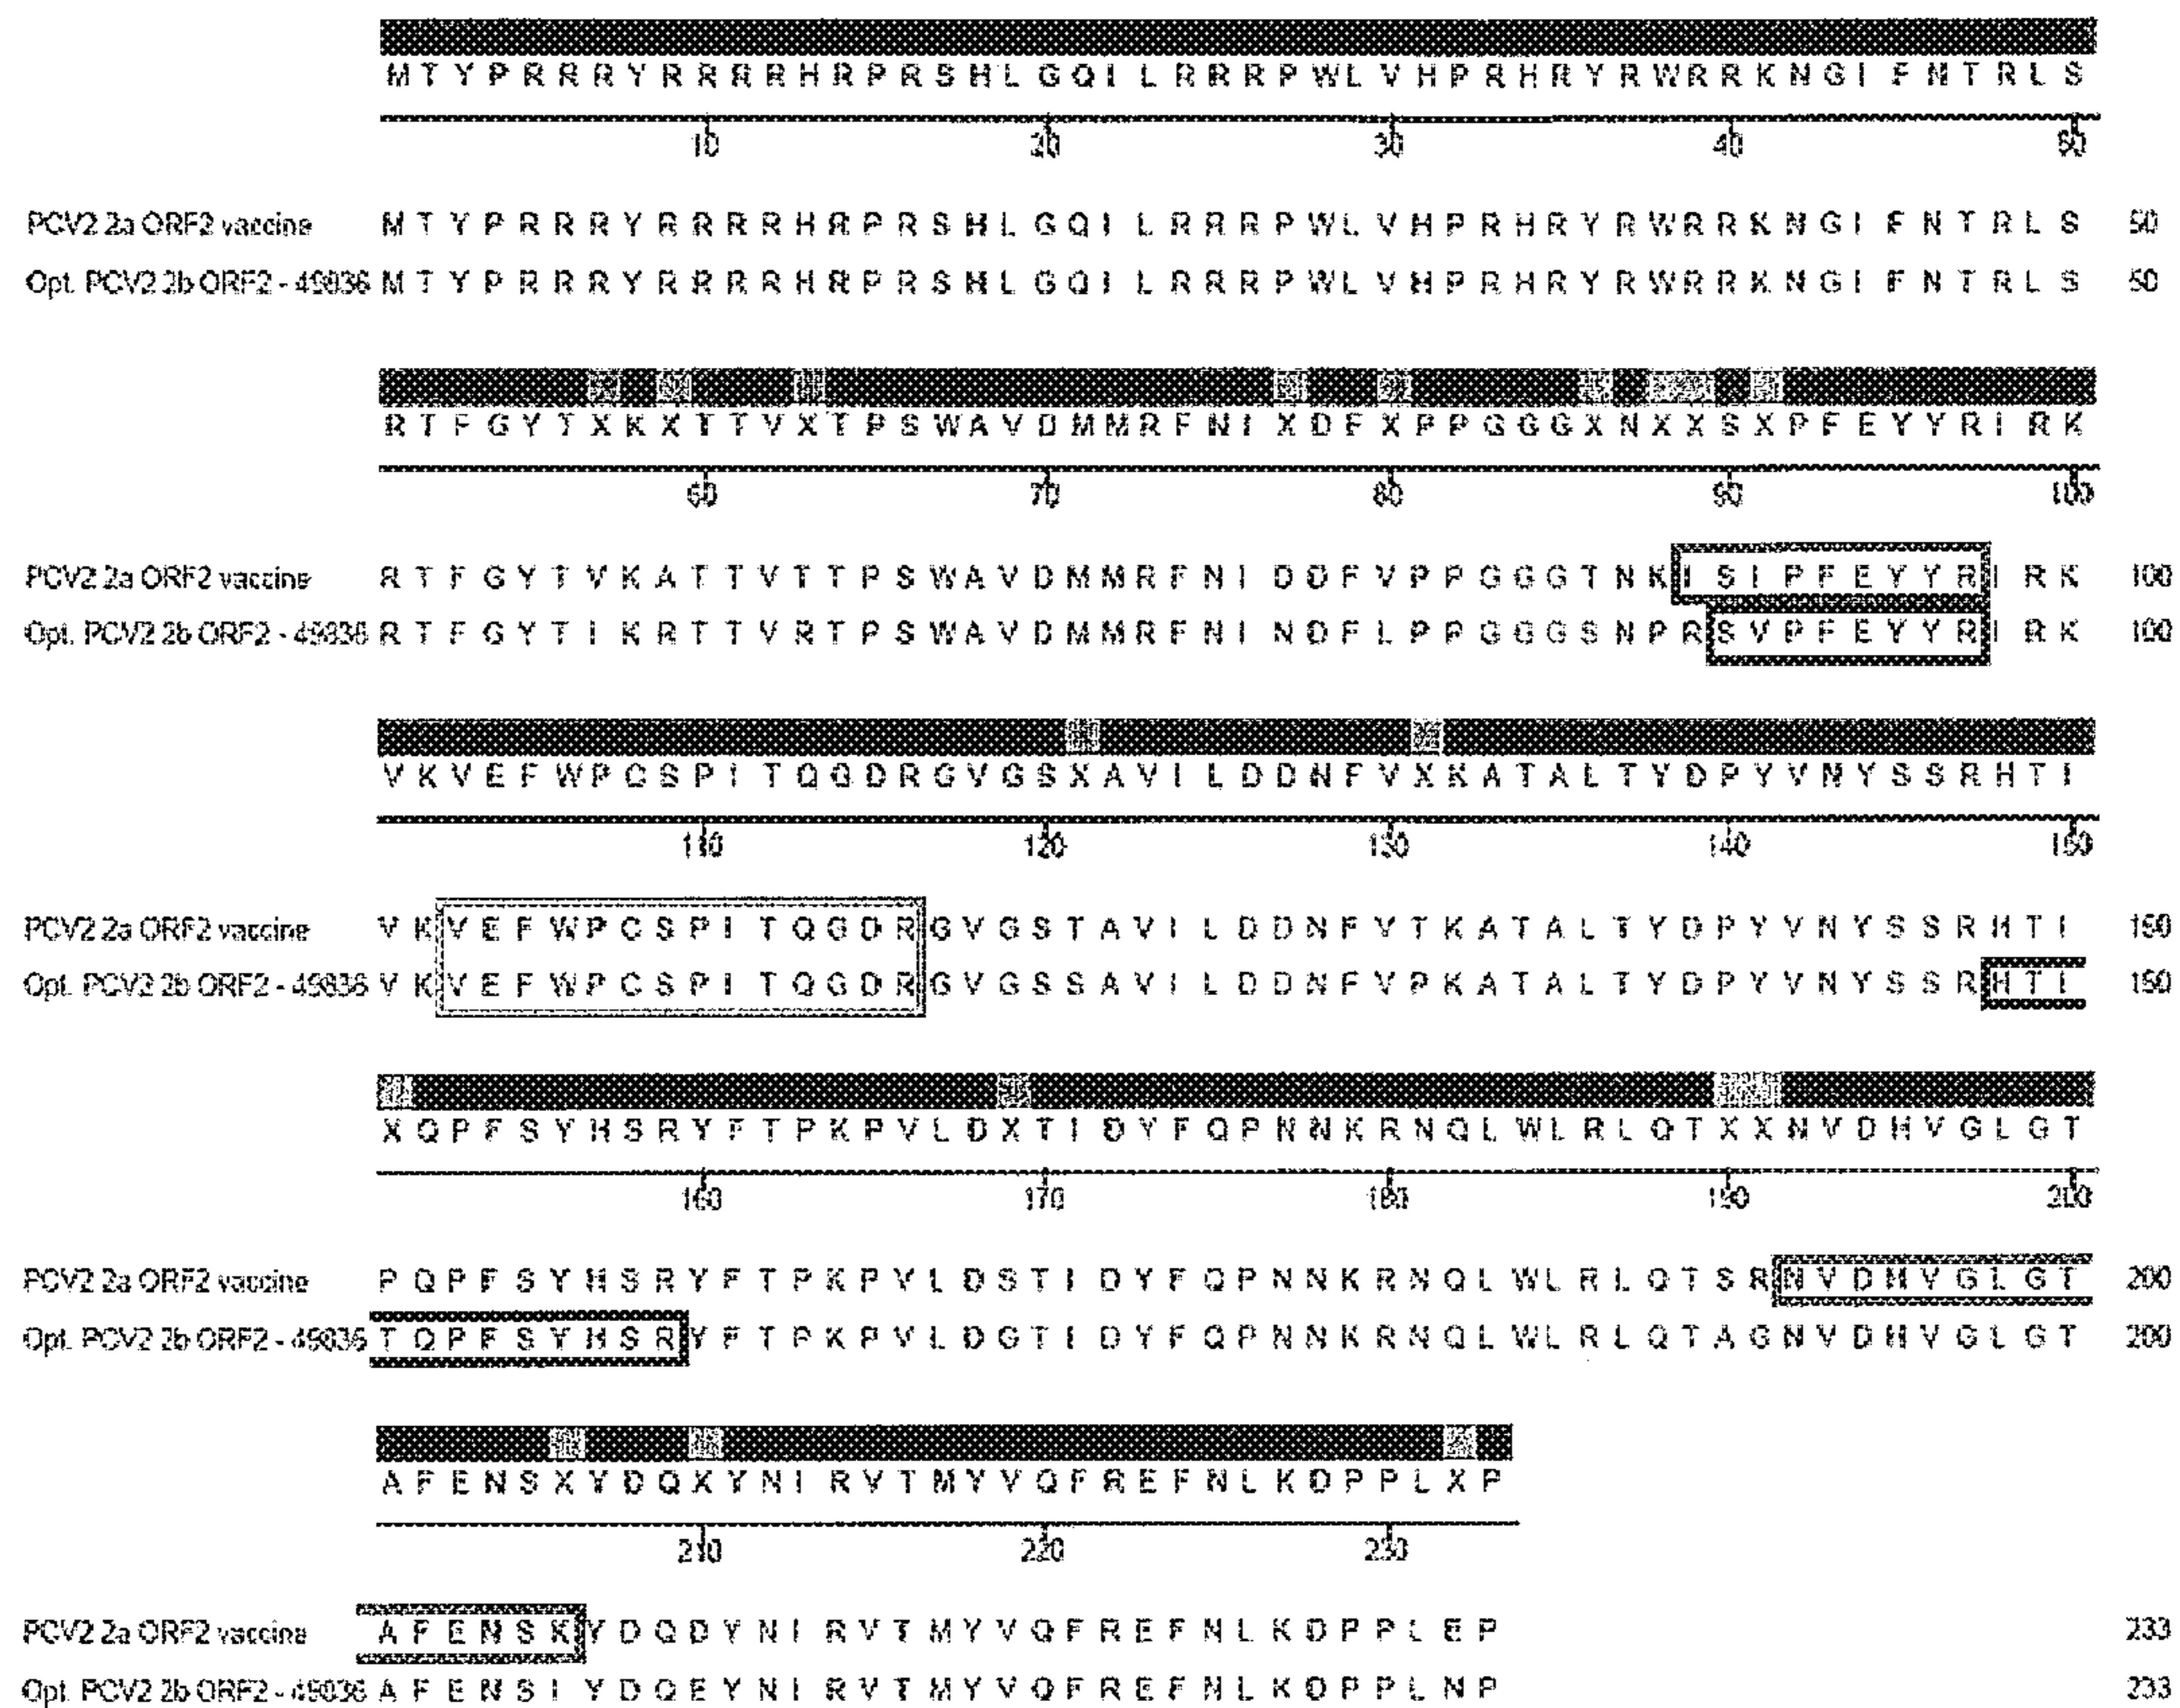 M T Y P R R R Y R R R R H R P R S H L G Q I L R R R P W L V H P R H R Y R W R R K N G I F N T R L S
10 20 30 40 50
PCV2 2a ORF2 vaccine M T Y P R R R Y R R R R H R P R S H L G Q I L R R R P W L V H P R H R Y R W R R K N G I F N T R L S 50
Opt. PCV2 2b ORF2 - 49836 M T Y P R R R Y R R R R H R P R S H L G Q I L R R R P W L V H P R H R Y R W R R K N G I F N T R L S 50
R T F G Y T X K X T T V X T P S W A V D M M R F N I X D F X P P G G G X N X X S X P F E Y Y R I R K
60 70 80 90 100
PCV2 2a ORF2 vaccine R T F G Y T V K A T T V T T P S W A V D M M R F N I D D F V P P G G G T N K I S I P F E Y Y R I R K 100
Opt. PCV2 2b ORF2 - 49836 R T F G Y T I K R T T V R T P S W A V D M M R F N I N D F L P P G G G S N P R S V P F E Y Y R I R K 100
V K V E F W P C S P I T Q G D R G V G S X A V I L D D N F V X K A T A L T Y D P Y V N Y S S R H T I
110 120 130 140 150
PCV2 2a ORF2 vaccine V K V E F W P C S P I T Q G D R G V G S T A V I L D D N F V T K A T A L T Y D P Y V N Y S S R H T I 150
Opt. PCV2 2b ORF2 - 49836 V K V E F W P C S P I T Q G D R G V G S S A V I L D D N F V P K A T A L T Y D P Y V N Y S S R H T I 150
X Q P F S Y H S R Y F T P K P V L D X T I D Y F Q P N N K R N Q L W L R L Q T X X N V D H V G L G T
160 170 180 190 200
PCV2 2a ORF2 vaccine P Q P F S Y H S R Y F T P K P V L D S T I D Y F Q P N N K R N Q L W L R L Q T S R N V D H V G L G T 200
Opt. PCV2 2b ORF2 - 49836 T Q P F S Y H S R Y F T P K P V L D G T I D Y F Q P N N K R N Q L W L R L Q T A G N V D H V G L G T 200
A F E N S X Y D Q X Y N I R V T M Y V Q F R E F N L K D P P L X P
210 220 230
PCV2 2a ORF2 vaccine A F E N S K Y D Q D Y N I R V T M Y V Q F R E F N L K D P P L E P 233
Opt. PCV2 2b ORF2 - 49836 A F E N S I Y D Q E Y N I R V T M Y V Q F R E F N L K D P P L N P 233